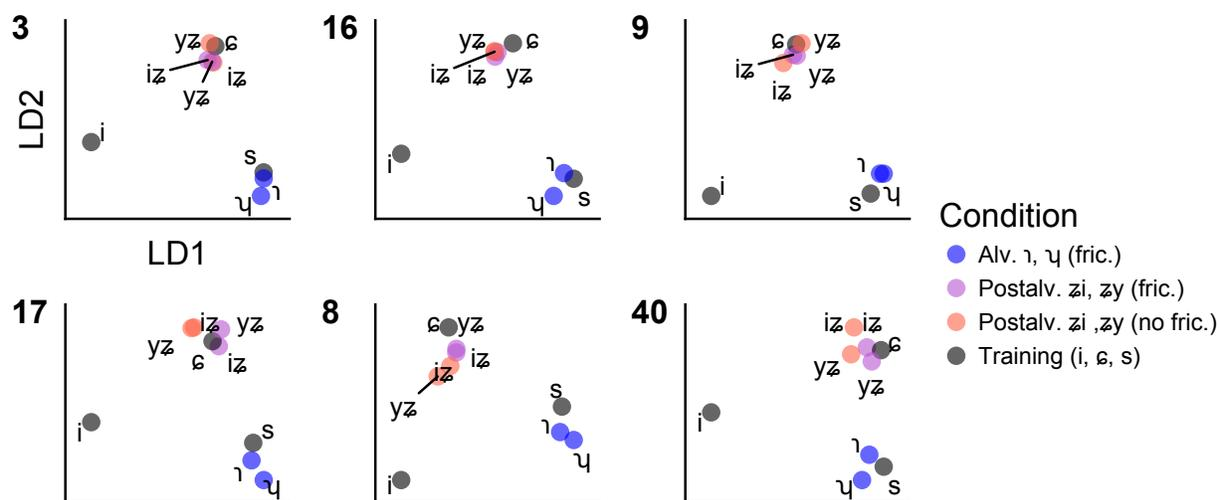 3
LD2
yʑ
ɕ
iʑ
iʑ
yʑ
i
s
ɿ
ʮ
LD1
16
yʑ
ɕ
iʑ
iʑ
yʑ
i
ɿ
s
ʮ
9
ɕ
yʑ
iʑ
yʑ
iʑ
i
ɿ
s
ʮ
Condition
Alv. ɿ, ʮ (fric.)
Postalv. ʑi, ʑy (fric.)
Postalv. ʑi ,ʑy (no fric.)
Training (i, ɕ, s)
17
iʑ
yʑ
yʑ
ɕ
iʑ
i
s
ɿ
ʮ
8
ɕ
yʑ
iʑ
iʑ
yʑ
s
ɿ
ʮ
i
40
iʑ
iʑ
ɕ
yʑ
yʑ
i
ɿ
ʮ
s